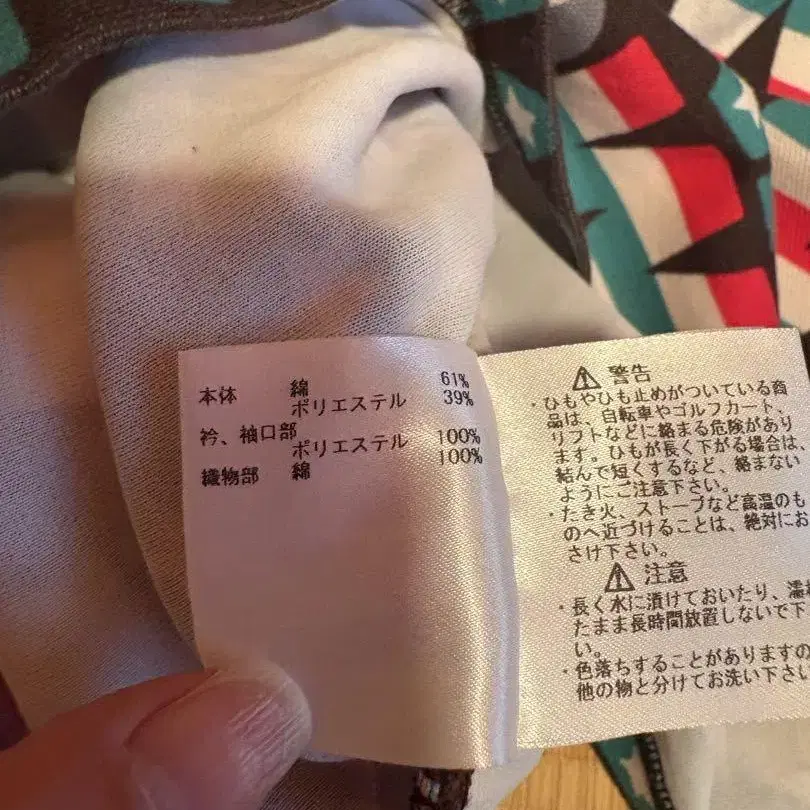 本体 綿 61%
ポリエステル 39%
衿、袖口部
ポリエステル 100%
織物部 綿 100%
警告
・ひもやひも止めがついている商
品は、自転車やゴルフカート、
リフトなどに絡まる危険があり
ます。ひもが長く下がる場合は、
結んで短くするなど、絡まない
ようにご注意下さい。
・たき火、ストーブなど高温のも
のへ近づけることは、絶対にお
さけ下さい。
注意
・長く水に漬けておいたり、濡れ
たまま長時間放置しないで下
い。
・色落ちすることがありますの
他の物と分けてお洗い下さい